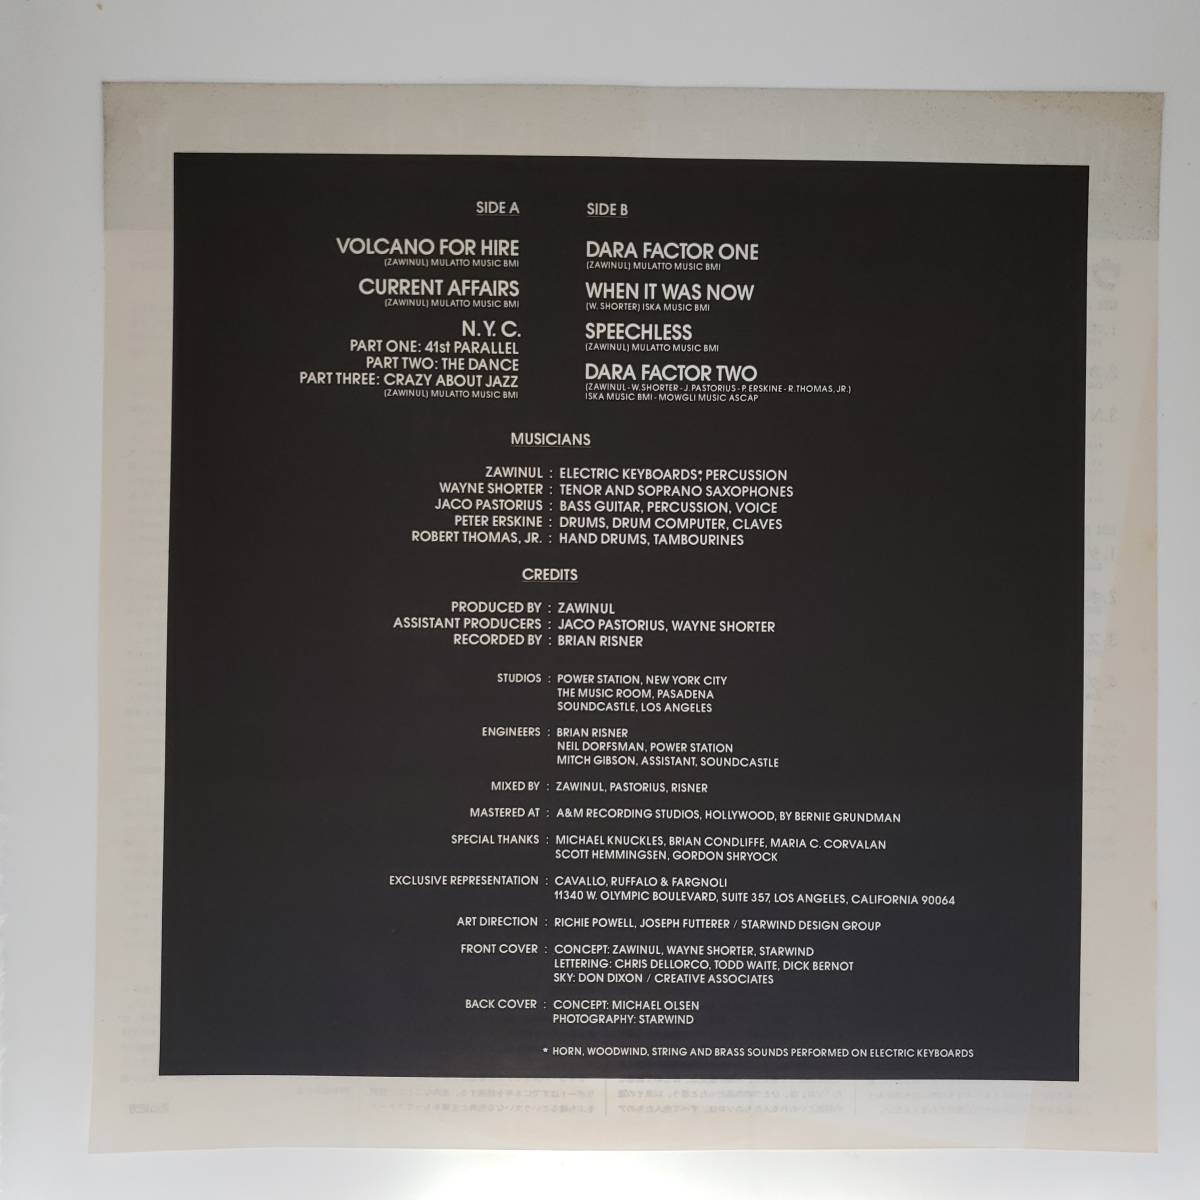 SIDE A
VOLCANO FOR HIRE
(ZAWINUL) MULATTO MUSIC BMI
CURRENT AFFAIRS
(ZAWINUL) MULATTO MUSIC BMI
N.Y.C.
PART ONE: 41st PARALLEL
PART TWO: THE DANCE
PART THREE: CRAZY ABOUT JAZZ
(ZAWINUL) MULATTO MUSIC BMI
SIDE B
DARA FACTOR ONE
(ZAWINUL) MULATTO MUSIC BMI
WHEN IT WAS NOW
(W. SHORTER) ISKA MUSIC BMI
SPEECHLESS
(ZAWINUL) MULATTO MUSIC BMI
DARA FACTOR TWO
(ZAWINUL - W. SHORTER - J. PASTORIUS - P. ERSKINE - R. THOMAS, JR.)
ISKA MUSIC BMI - MOWGLI MUSIC ASCAP
MUSICIANS
ZAWINUL : ELECTRIC KEYBOARDS*, PERCUSSION
WAYNE SHORTER : TENOR AND SOPRANO SAXOPHONES
JACO PASTORIUS : BASS GUITAR, PERCUSSION, VOICE
PETER ERSKINE : DRUMS, DRUM COMPUTER, CLAVES
ROBERT THOMAS, JR. : HAND DRUMS, TAMBOURINES
CREDITS
PRODUCED BY : ZAWINUL
ASSISTANT PRODUCERS : JACO PASTORIUS, WAYNE SHORTER
RECORDED BY : BRIAN RISNER
STUDIOS : POWER STATION, NEW YORK CITY
THE MUSIC ROOM, PASADENA
SOUNDCASTLE, LOS ANGELES
ENGINEERS : BRIAN RISNER
NEIL DORFSMAN, POWER STATION
MITCH GIBSON, ASSISTANT, SOUNDCASTLE
MIXED BY : ZAWINUL, PASTORIUS, RISNER
MASTERED AT : A&M RECORDING STUDIOS, HOLLYWOOD, BY BERNIE GRUNDMAN
SPECIAL THANKS : MICHAEL KNUCKLES, BRIAN CONDLIFFE, MARIA C. CORVALAN
SCOTT HEMMINGSEN, GORDON SHRYOCK
EXCLUSIVE REPRESENTATION : CAVALLO, RUFFALO & FARGNOLI
11340 W. OLYMPIC BOULEVARD, SUITE 357, LOS ANGELES, CALIFORNIA 90064
ART DIRECTION : RICHIE POWELL, JOSEPH FUTTERER / STARWIND DESIGN GROUP
FRONT COVER : CONCEPT: ZAWINUL, WAYNE SHORTER, STARWIND
LETTERING: CHRIS DELLORCO, TODD WAITE, DICK BERNOT
SKY: DON DIXON / CREATIVE ASSOCIATES
BACK COVER : CONCEPT: MICHAEL OLSEN
PHOTOGRAPHY: STARWIND
* HORN, WOODWIND, STRING AND BRASS SOUNDS PERFORMED ON ELECTRIC KEYBOARDS